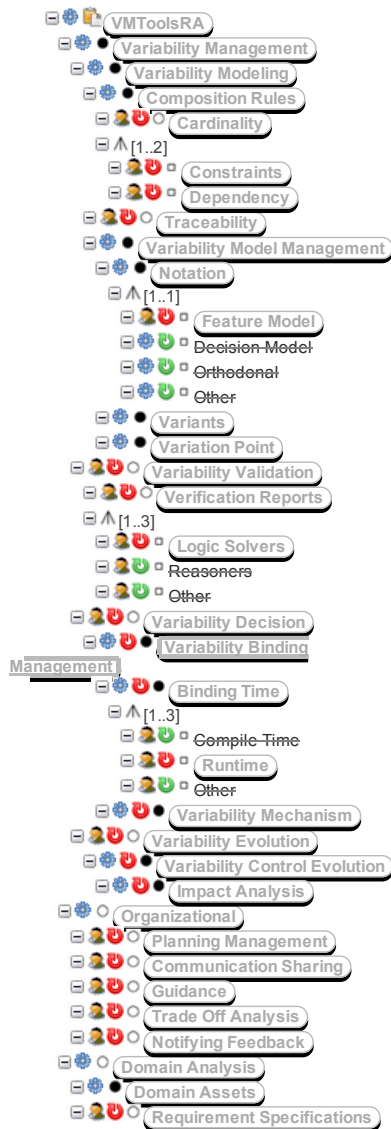 VMToolsRA
Variability Management
Variability Modeling
Composition Rules
Cardinality
[1..2]
Constraints
Dependency
Traceability
Variability Model Management
Notation
[1..1]
Feature Model
Decision Model
Orthodonal
Other
Variants
Variation Point
Variability Validation
Verification Reports
[1..3]
Logic Solvers
Reasoners
Other
Variability Decision
Variability Binding
Management
Binding Time
[1..3]
Compile Time
Runtime
Other
Variability Mechanism
Variability Evolution
Variability Control Evolution
Impact Analysis
Organizational
Planning Management
Communication Sharing
Guidance
Trade Off Analysis
Notifying Feedback
Domain Analysis
Domain Assets
Requirement Specifications